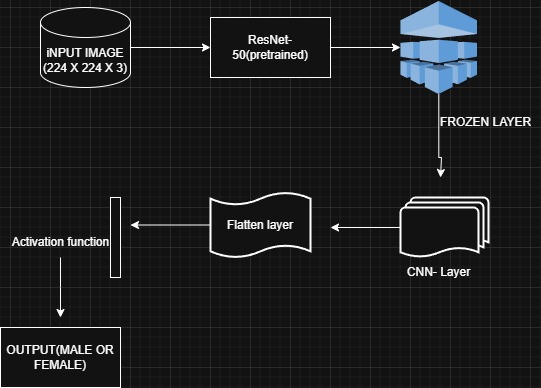 iNPUT IMAGE
(224 X 224 X 3)
ResNet-
50(pretrained)
FROZEN LAYER
CNN- Layer
Flatten layer
Activation function
OUTPUT(MALE OR
FEMALE)